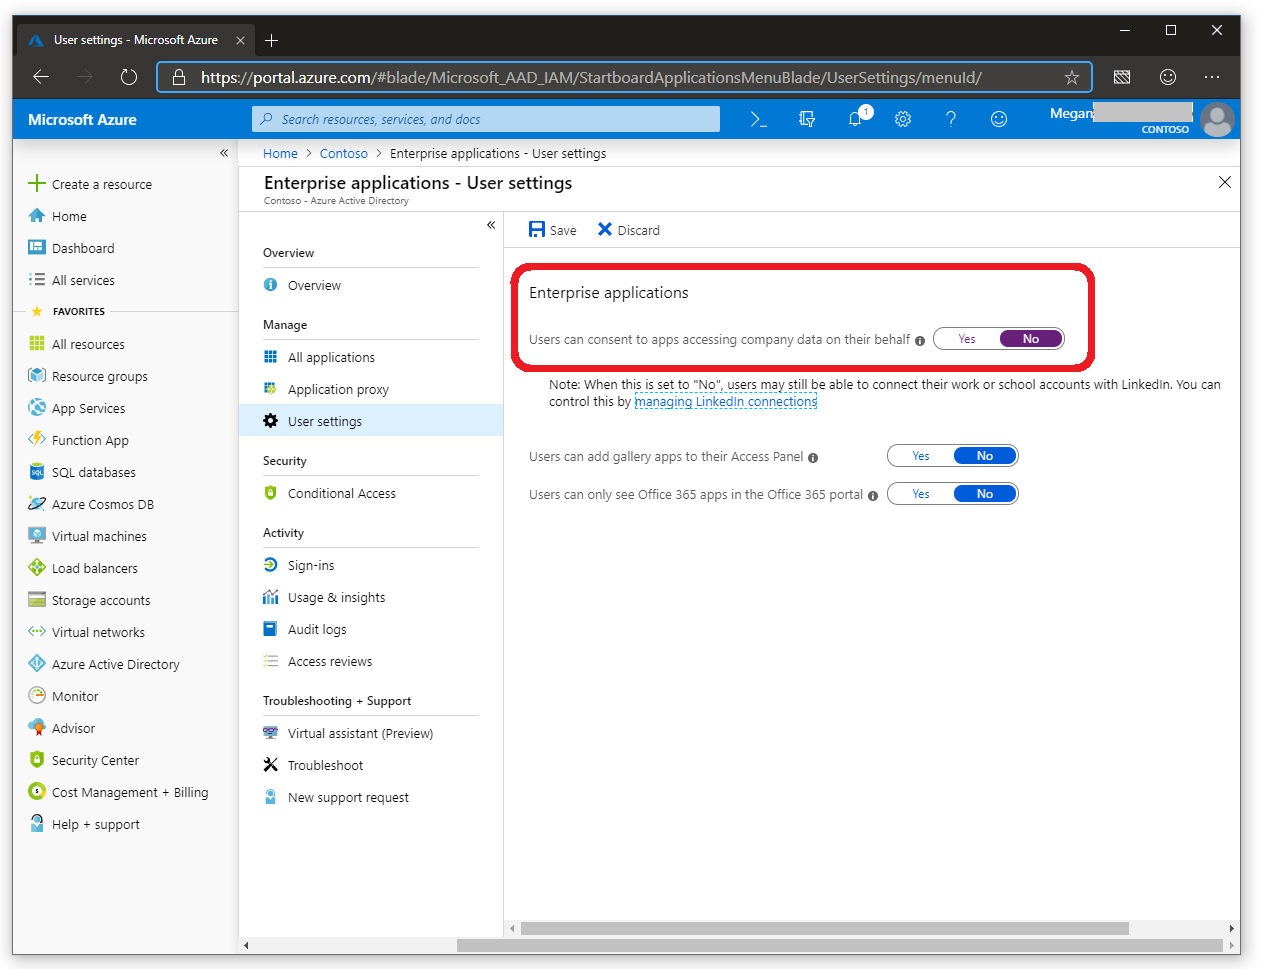 User settings - Microsoft Azure
https://portal.azure.com/#blade/Microsoft_AAD_IAM/StartboardApplicationsMenuBlade/UserSettings/menuId/
Microsoft Azure
Search resources, services, and docs
1
Megan
CONTOSO
Home > Contoso > Enterprise applications - User settings
Enterprise applications - User settings
Contoso - Azure Active Directory
Create a resource
Home
Dashboard
All services
FAVORITES
All resources
Resource groups
App Services
Function App
SQL databases
Azure Cosmos DB
Virtual machines
Load balancers
Storage accounts
Virtual networks
Azure Active Directory
Monitor
Advisor
Security Center
Cost Management + Billing
Help + support
Overview
Overview
Manage
All applications
Application proxy
User settings
Security
Conditional Access
Activity
Sign-ins
Usage & insights
Audit logs
Access reviews
Troubleshooting + Support
Virtual assistant (Preview)
Troubleshoot
New support request
Save Discard
Enterprise applications
Users can consent to apps accessing company data on their behalf Yes No
Note: When this is set to "No", users may still be able to connect their work or school accounts with LinkedIn. You can
control this by managing LinkedIn connections
Users can add gallery apps to their Access Panel Yes No
Users can only see Office 365 apps in the Office 365 portal Yes No